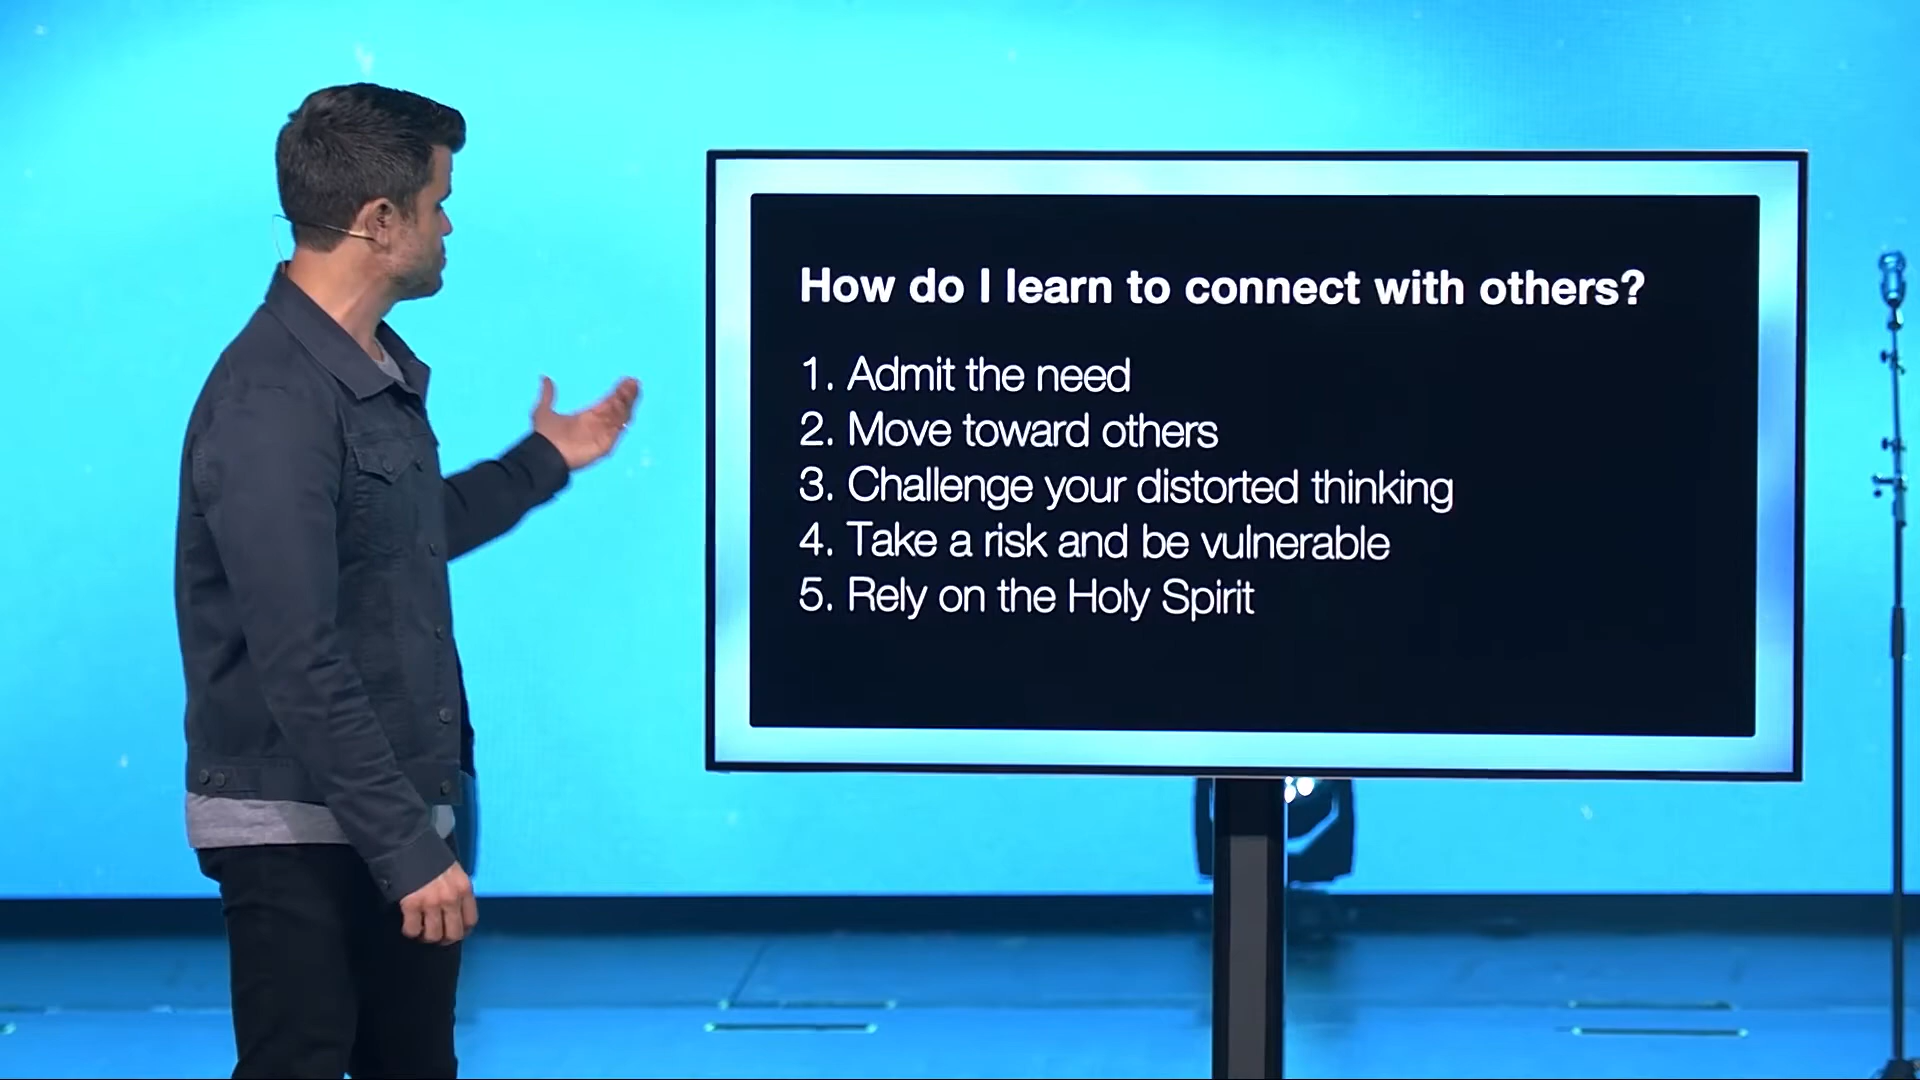 How do I learn to connect with others?
1. Admit the need
2. Move toward others
3. Challenge your distorted thinking
4. Take a risk and be vulnerable
5. Rely on the Holy Spirit